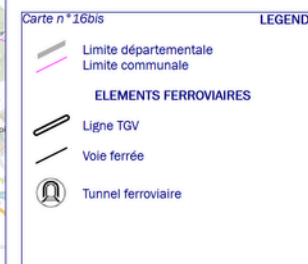 Carte n°16bis
LEGEND
Limite départementale
Limite communale
ELEMENTS FERROVIAIRES
Ligne TGV
Voie ferrée
Tunnel ferroviaire